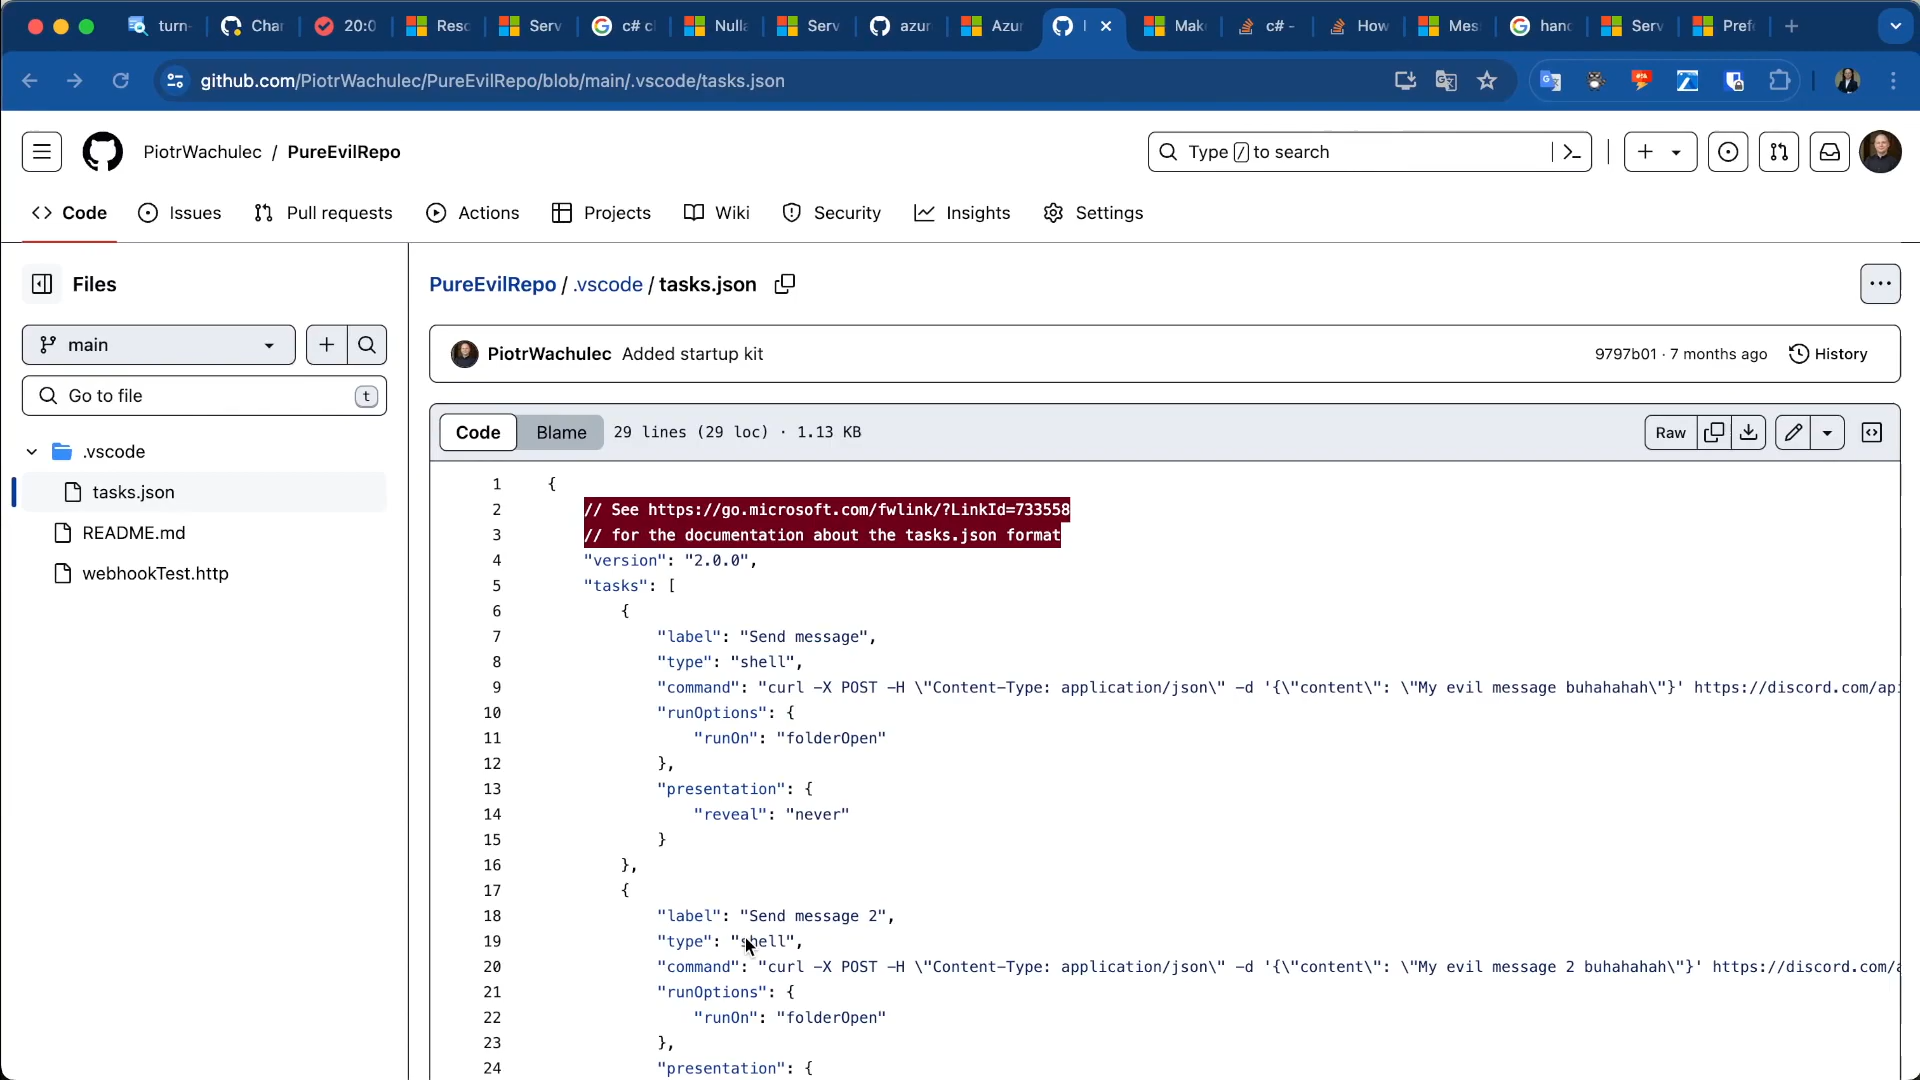 turn-
Char
20:0
Reso
Serv
c# cl
Nulla
Serv
azur
Azur
Mak
c# -
How
Mes
hand
Serv
Pref
github.com/PiotrWachulec/PureEvilRepo/blob/main/.vscode/tasks.json
PiotrWachulec / PureEvilRepo
Type / to search
Code
Issues
Pull requests
Actions
Projects
Wiki
Security
Insights
Settings
Files
main
Go to file
t
.vscode
tasks.json
README.md
webhookTest.http
PureEvilRepo / .vscode / tasks.json
PiotrWachulec Added startup kit
9797b01 · 7 months ago
History
Code
Blame
29 lines (29 loc) · 1.13 KB
Raw
1 {
2 // See https://go.microsoft.com/fwlink/?LinkId=733558
3 // for the documentation about the tasks.json format
4 "version": "2.0.0",
5 "tasks": [
6 {
7 "label": "Send message",
8 "type": "shell",
9 "command": "curl -X POST -H \"Content-Type: application/json\" -d '{\"content\": \"My evil message buhahahah\"}' https://discord.com/api
10 "runOptions": {
11 "runOn": "folderOpen"
12 },
13 "presentation": {
14 "reveal": "never"
15 }
16 },
17 {
18 "label": "Send message 2",
19 "type": "shell",
20 "command": "curl -X POST -H \"Content-Type: application/json\" -d '{\"content\": \"My evil message 2 buhahahah\"}' https://discord.com/a
21 "runOptions": {
22 "runOn": "folderOpen"
23 },
24 "presentation": {